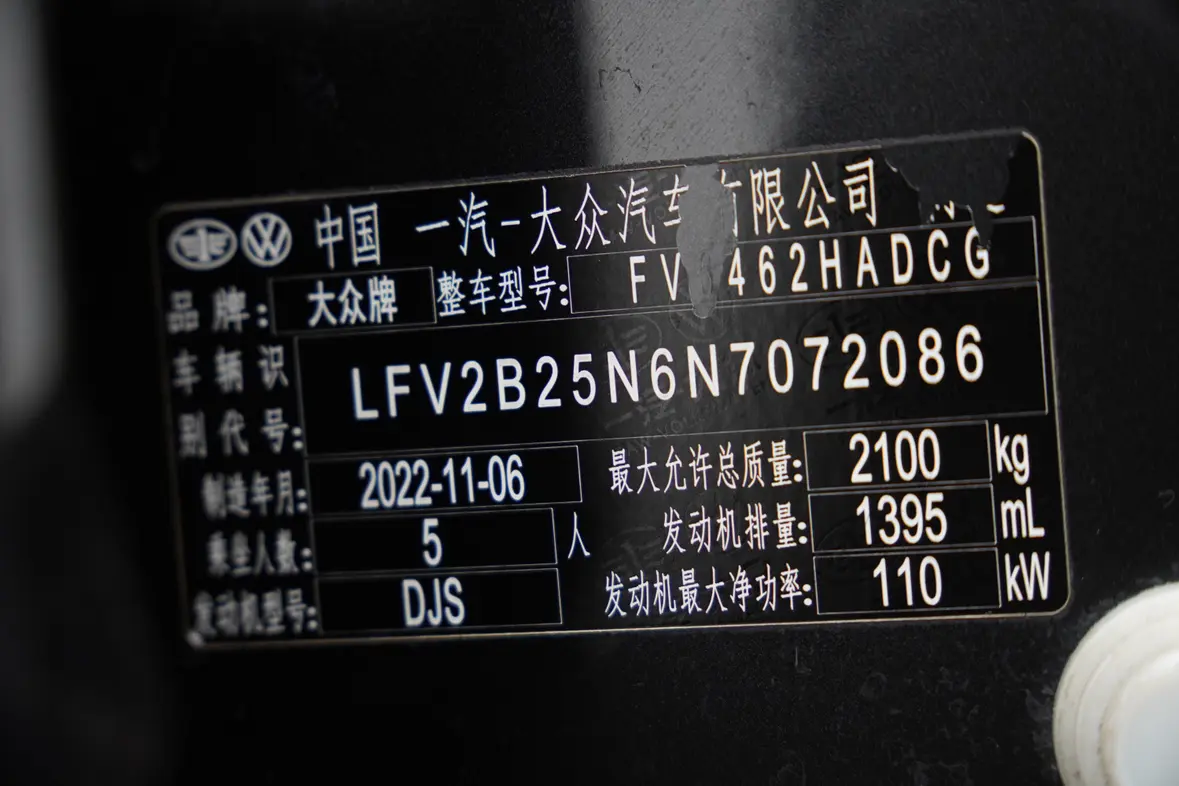 中国 一汽-大众汽车有限公司
品牌: 大众牌 整车型号: FV 462HADCG
车辆识别代号: LFV2B25N6N7072086
制造年月: 2022-11-06 最大允许总质量: 2100 kg
乘坐人数: 5 人 发动机排量: 1395 mL
发动机型号: DJS 发动机最大净功率: 110 kW